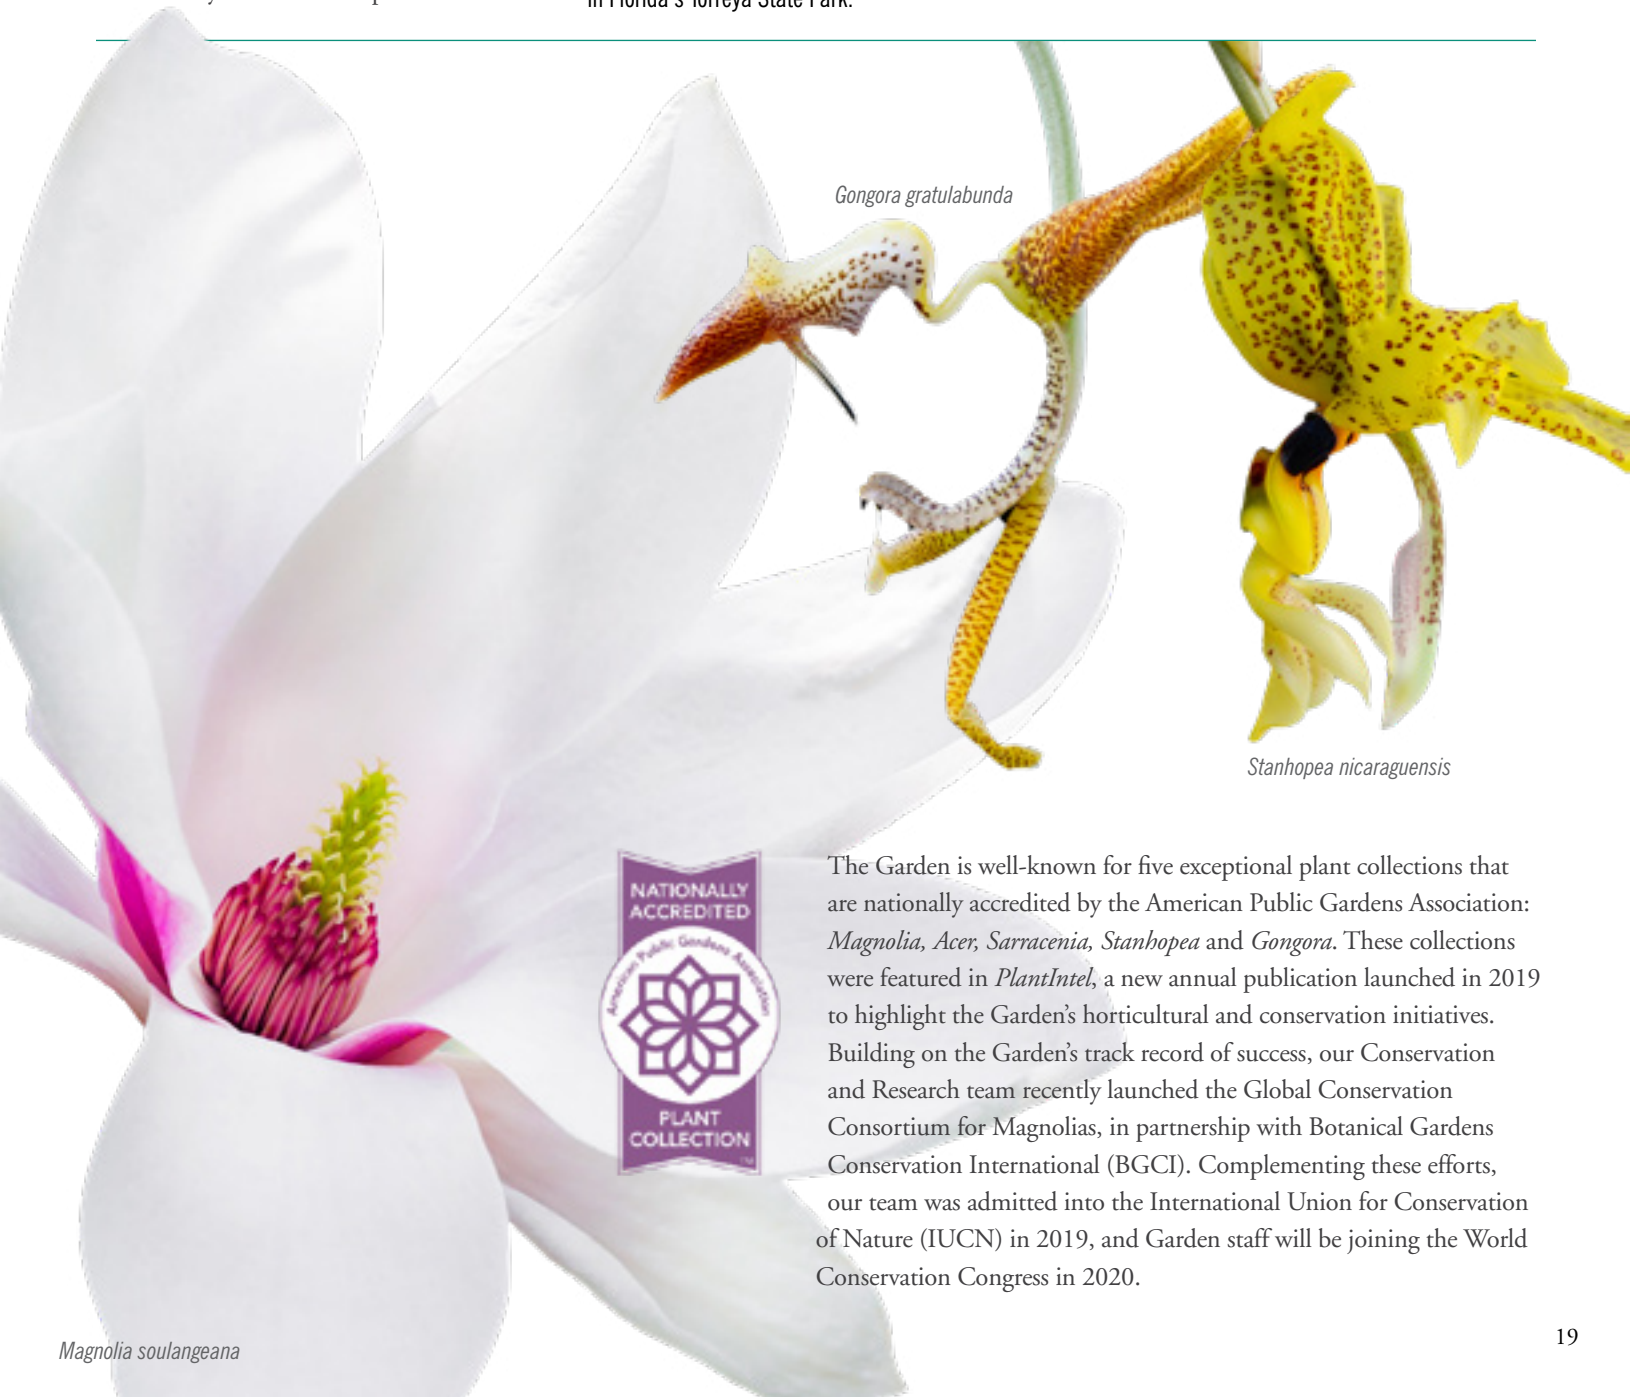 in Florida's Torreya State Park.
Gongora gratulabunda
Stanhopea nicaraguensis
NATIONALLY
ACCREDITED
American Public Gardens Association
PLANT
COLLECTION
TM
The Garden is well-known for five exceptional plant collections that
are nationally accredited by the American Public Gardens Association:
Magnolia, Acer, Sarracenia, Stanhopea and Gongora. These collections
were featured in PlantIntel, a new annual publication launched in 2019
to highlight the Garden's horticultural and conservation initiatives.
Building on the Garden's track record of success, our Conservation
and Research team recently launched the Global Conservation
Consortium for Magnolias, in partnership with Botanical Gardens
Conservation International (BGCI). Complementing these efforts,
our team was admitted into the International Union for Conservation
of Nature (IUCN) in 2019, and Garden staff will be joining the World
Conservation Congress in 2020.
Magnolia soulangeana
19